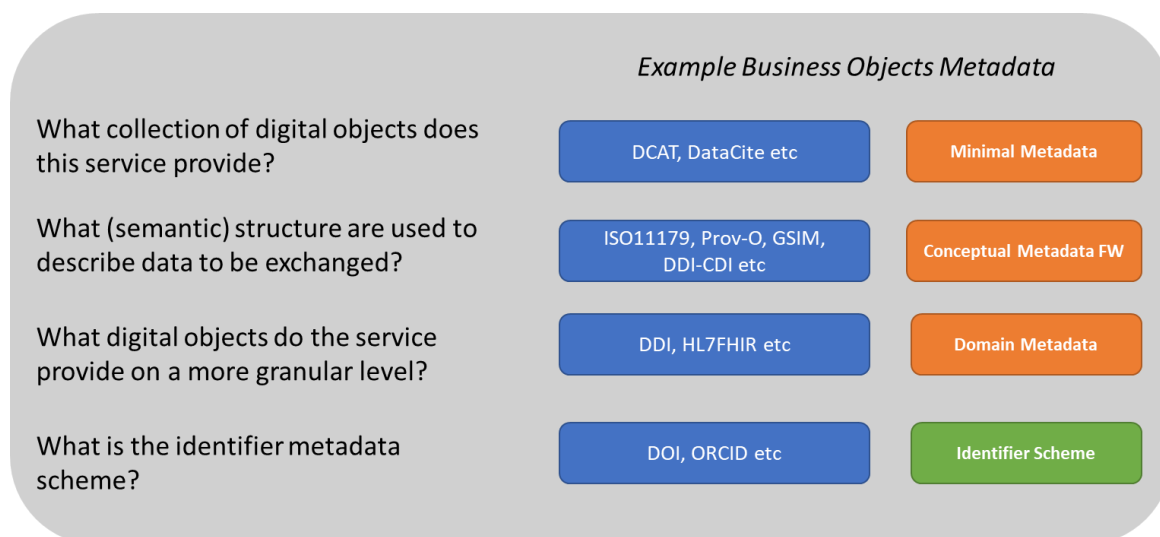 Example Business Objects Metadata
What collection of digital objects does
this service provide?
DCAT, DataCite etc
Minimal Metadata
What (semantic) structure are used to
describe data to be exchanged?
ISO11179, Prov-O, GSIM,
DDI-CDI etc
Conceptual Metadata FW
What digital objects do the service
provide on a more granular level?
DDI, HL7FHIR etc
Domain Metadata
What is the identifier metadata
scheme?
DOI, ORCID etc
Identifier Scheme